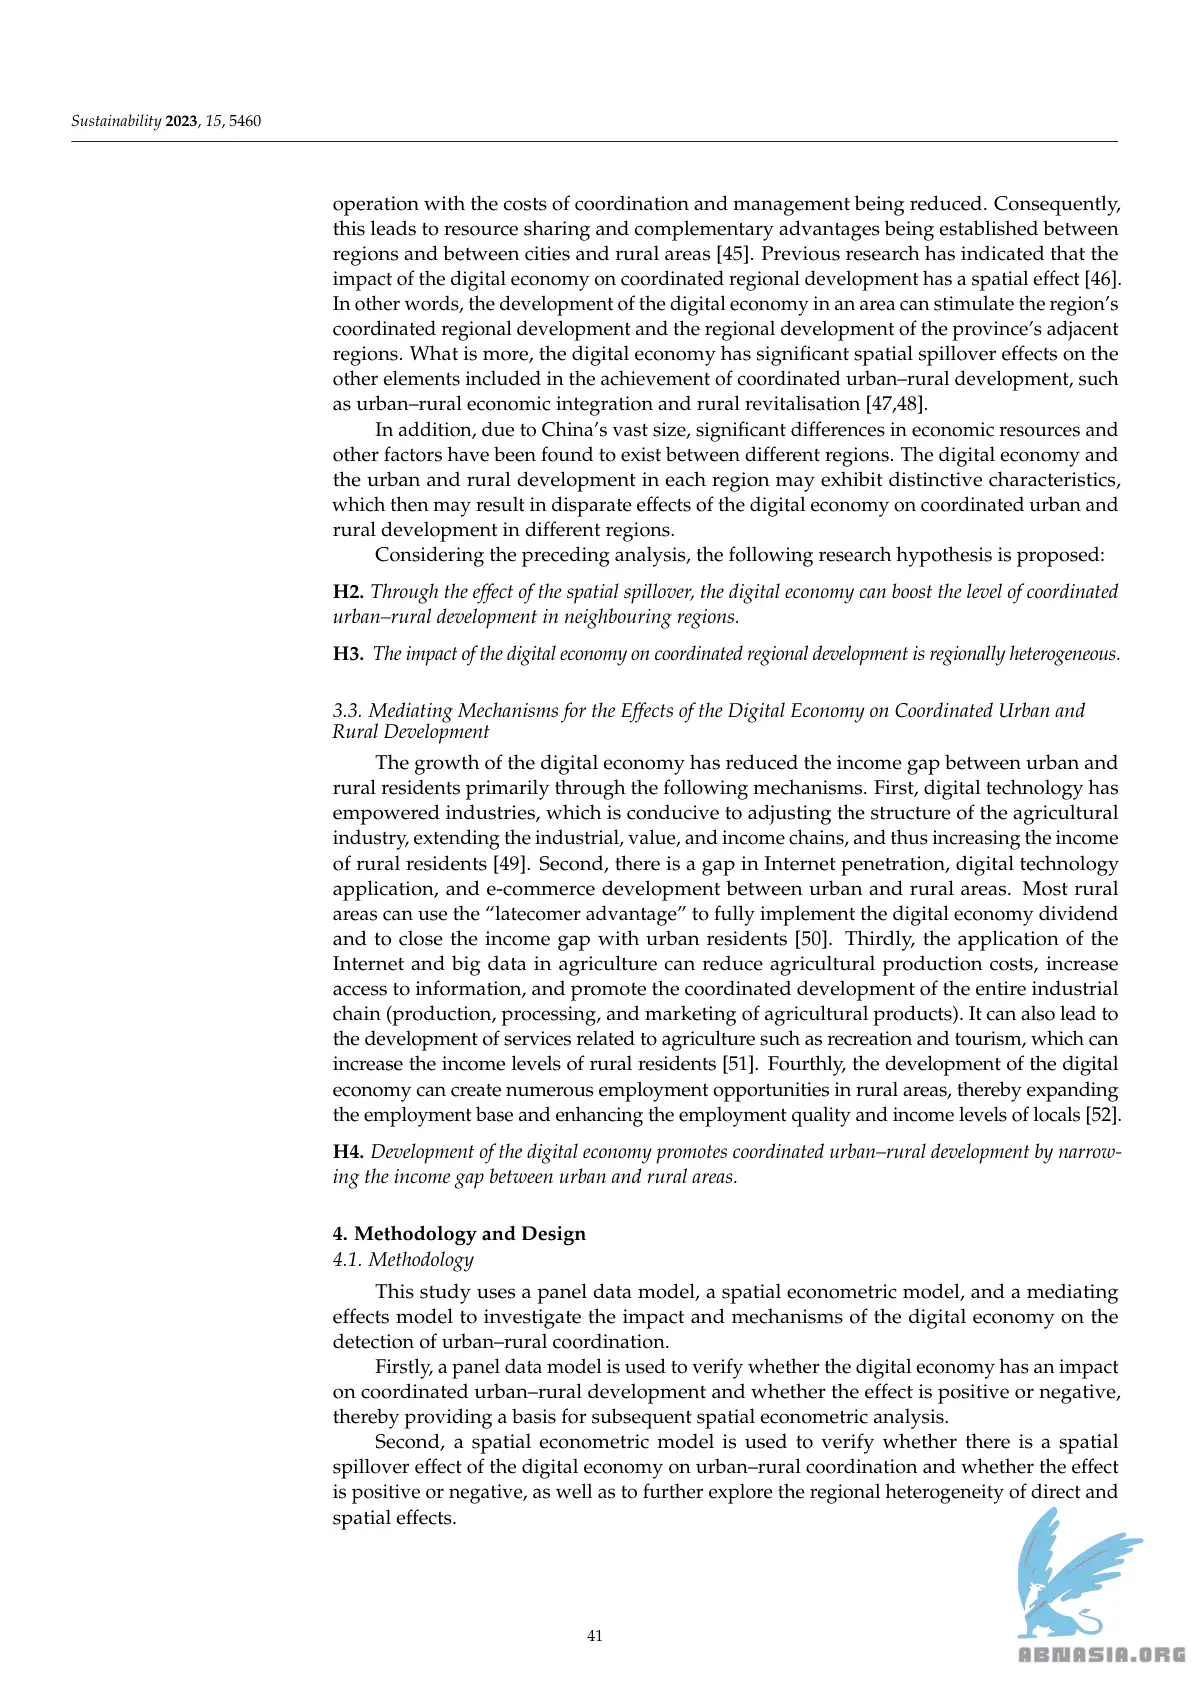 Sustainability 2023, 15, 5460
operation with the costs of coordination and management being reduced. Consequently,
this leads to resource sharing and complementary advantages being established between
regions and between cities and rural areas [45]. Previous research has indicated that the
impact of the digital economy on coordinated regional development has a spatial effect [46].
In other words, the development of the digital economy in an area can stimulate the region’s
coordinated regional development and the regional development of the province’s adjacent
regions. What is more, the digital economy has significant spatial spillover effects on the
other elements included in the achievement of coordinated urban–rural development, such
as urban–rural economic integration and rural revitalisation [47,48].
In addition, due to China’s vast size, significant differences in economic resources and
other factors have been found to exist between different regions. The digital economy and
the urban and rural development in each region may exhibit distinctive characteristics,
which then may result in disparate effects of the digital economy on coordinated urban and
rural development in different regions.
Considering the preceding analysis, the following research hypothesis is proposed:
H2. Through the effect of the spatial spillover, the digital economy can boost the level of coordinated
urban–rural development in neighbouring regions.
H3. The impact of the digital economy on coordinated regional development is regionally heterogeneous.
3.3. Mediating Mechanisms for the Effects of the Digital Economy on Coordinated Urban and
Rural Development
The growth of the digital economy has reduced the income gap between urban and
rural residents primarily through the following mechanisms. First, digital technology has
empowered industries, which is conducive to adjusting the structure of the agricultural
industry, extending the industrial, value, and income chains, and thus increasing the income
of rural residents [49]. Second, there is a gap in Internet penetration, digital technology
application, and e-commerce development between urban and rural areas. Most rural
areas can use the “latecomer advantage” to fully implement the digital economy dividend
and to close the income gap with urban residents [50]. Thirdly, the application of the
Internet and big data in agriculture can reduce agricultural production costs, increase
access to information, and promote the coordinated development of the entire industrial
chain (production, processing, and marketing of agricultural products). It can also lead to
the development of services related to agriculture such as recreation and tourism, which can
increase the income levels of rural residents [51]. Fourthly, the development of the digital
economy can create numerous employment opportunities in rural areas, thereby expanding
the employment base and enhancing the employment quality and income levels of locals [52].
H4. Development of the digital economy promotes coordinated urban–rural development by narrow-
ing the income gap between urban and rural areas.
4. Methodology and Design
4.1. Methodology
This study uses a panel data model, a spatial econometric model, and a mediating
effects model to investigate the impact and mechanisms of the digital economy on the
detection of urban–rural coordination.
Firstly, a panel data model is used to verify whether the digital economy has an impact
on coordinated urban–rural development and whether the effect is positive or negative,
thereby providing a basis for subsequent spatial econometric analysis.
Second, a spatial econometric model is used to verify whether there is a spatial
spillover effect of the digital economy on urban–rural coordination and whether the effect
is positive or negative, as well as to further explore the regional heterogeneity of direct and
spatial effects.
41
ABNASIA.ORG